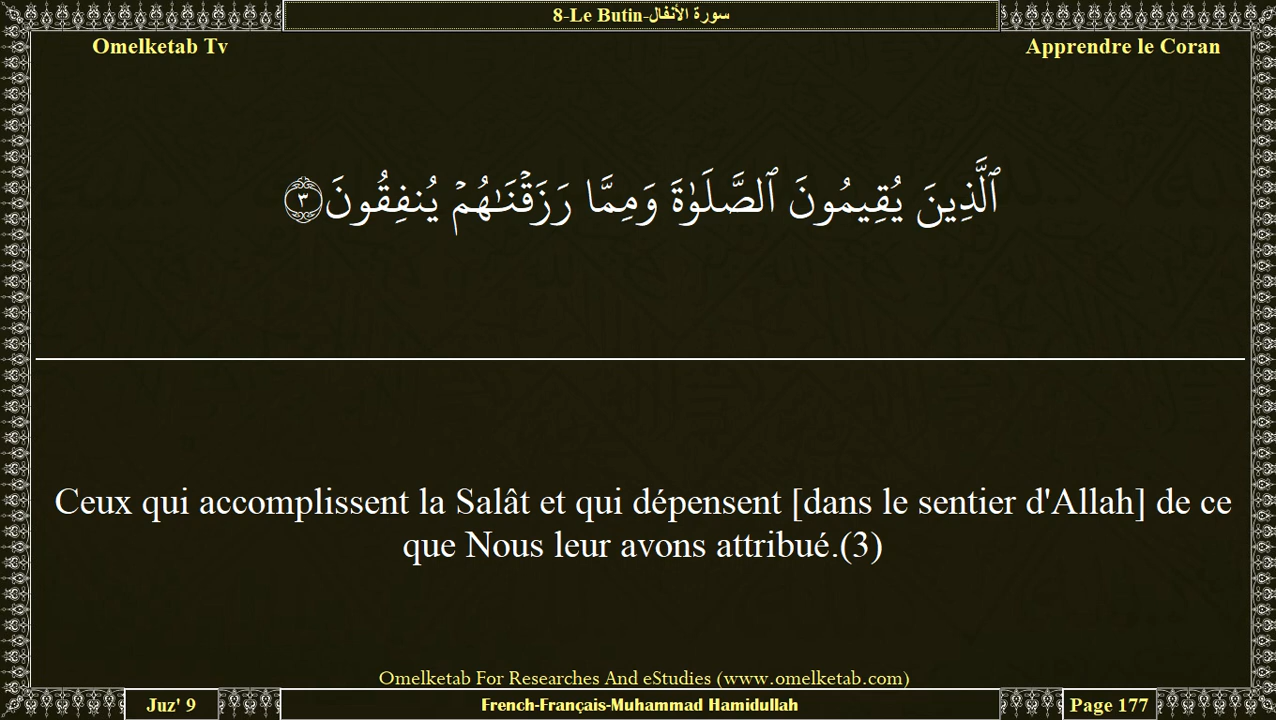 8-Le Butin-سورة الأنفال
Omelketab Tv
Apprendre le Coran
ٱلَّذِينَ يُقِيمُونَ ٱلصَّلَوٰةَ وَمِمَّا رَزَقْنَـٰهُمْ يُنفِقُونَ ٣
Ceux qui accomplissent la Salât et qui dépensent [dans le sentier d'Allah] de ce
que Nous leur avons attribué.(3)
Omelketab For Researches And eStudies (www.omelketab.com)
Juz' 9
French-Français-Muhammad Hamidullah
Page 177